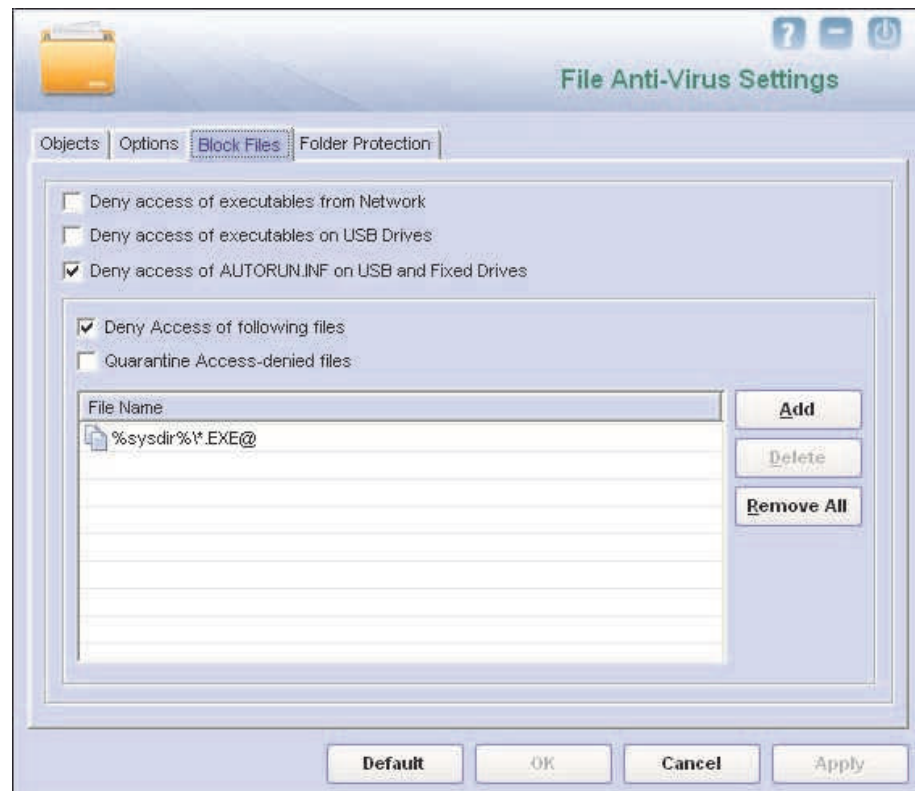 ?
File Anti-Virus Settings
Objects Options Block Files Folder Protection
Deny access of executables from Network
Deny access of executables on USB Drives
Deny access of AUTORUN.INF on USB and Fixed Drives
Deny Access of following files
Quarantine Access-denied files
File Name
%sysdir%\*.EXE@
Add
Delete
Remove All
Default OK Cancel Apply